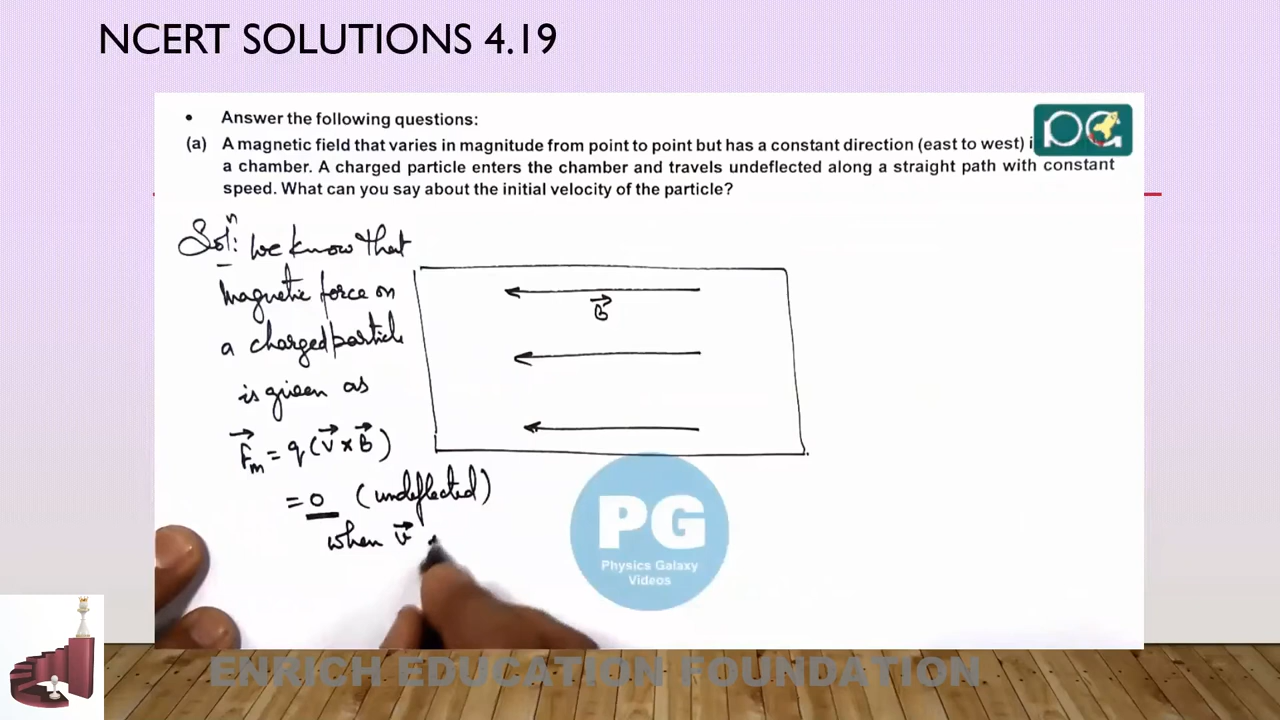 NCERT SOLUTIONS 4.19
• Answer the following questions:
(a) A magnetic field that varies in magnitude from point to point but has a constant direction (east to west)
a chamber. A charged particle enters the chamber and travels undeflected along a straight path with constant
speed. What can you say about the initial velocity of the particle?
Solⁿ: We know that
magnetic force on
a charged particle
is given as
F⃗m = q(v⃗ × B⃗)
= 0 (undeflected)
when v⃗
B⃗
PG
Physics Galaxy
Videos
ENRICH EDUCATION FOUNDATION